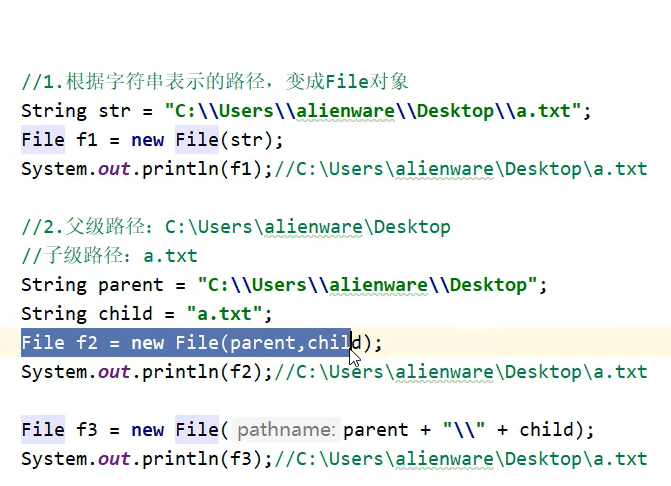 //1.根据字符串表示的路径，变成File对象
String str = "C:\\Users\\alienware\\Desktop\\a.txt";
File f1 = new File(str);
System.out.println(f1);//C:\Users\alienware\Desktop\a.txt
//2.父级路径：C:\Users\alienware\Desktop
//子级路径：a.txt
String parent = "C:\\Users\\alienware\\Desktop";
String child = "a.txt";
File f2 = new File(parent,child);
System.out.println(f2);//C:\Users\alienware\Desktop\a.txt
File f3 = new File( pathname: parent + "\\" + child);
System.out.println(f3);//C:\Users\alienware\Desktop\a.txt